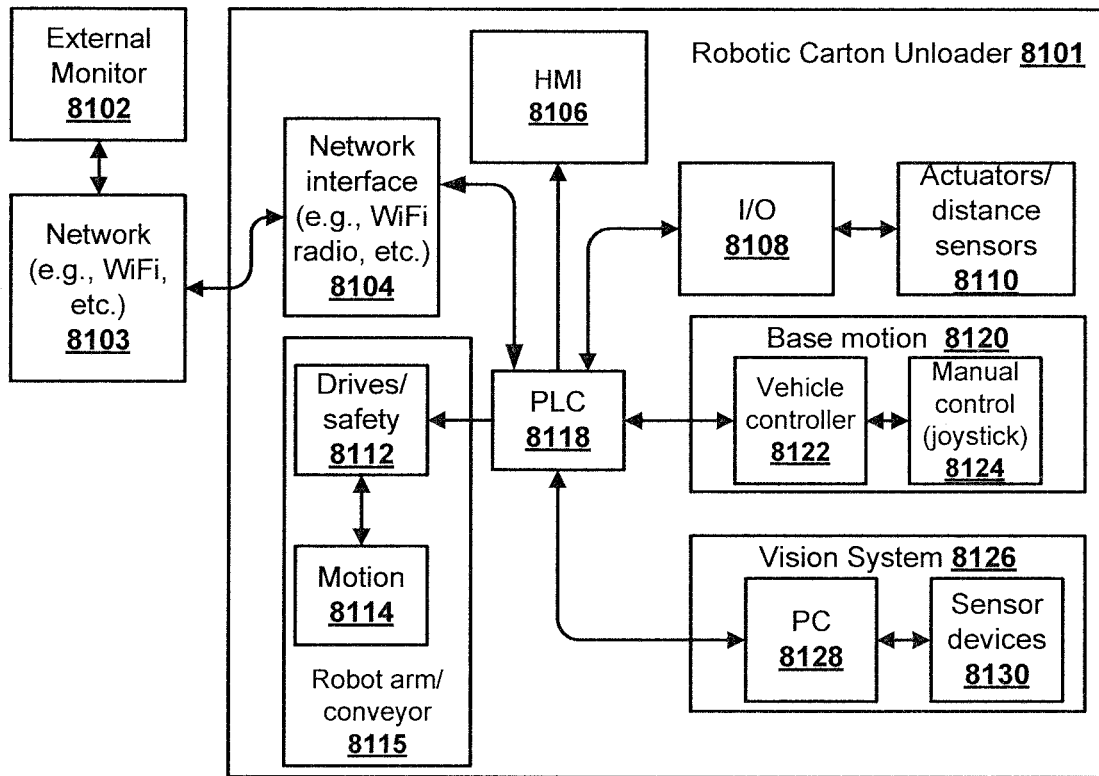 External
Monitor
8102
Network
(e.g., WiFi,
etc.)
8103
Robotic Carton Unloader 8101
HMI
8106
Network
interface
(e.g., WiFi
radio, etc.)
8104
I/O
8108
Actuators/
distance
sensors
8110
Drives/
safety
8112
Motion
8114
Robot arm/
conveyor
8115
PLC
8118
Base motion 8120
Vehicle
controller
8122
Manual
control
(joystick)
8124
Vision System 8126
PC
8128
Sensor
devices
8130